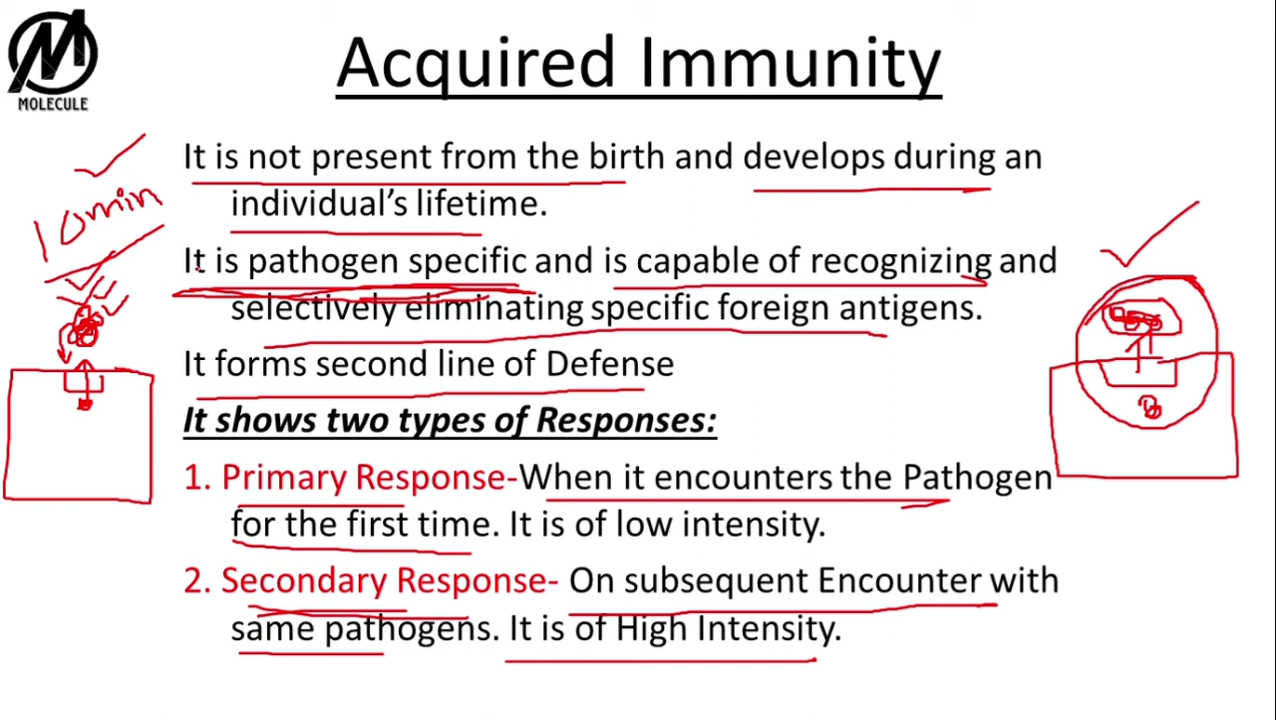 MOLECULE
Acquired Immunity
It is not present from the birth and develops during an
individual's lifetime.
10min
It is pathogen specific and is capable of recognizing and
selectively eliminating specific foreign antigens.
It forms second line of Defense
It shows two types of Responses:
1. Primary Response-When it encounters the Pathogen
for the first time. It is of low intensity.
2. Secondary Response- On subsequent Encounter with
same pathogens. It is of High Intensity.